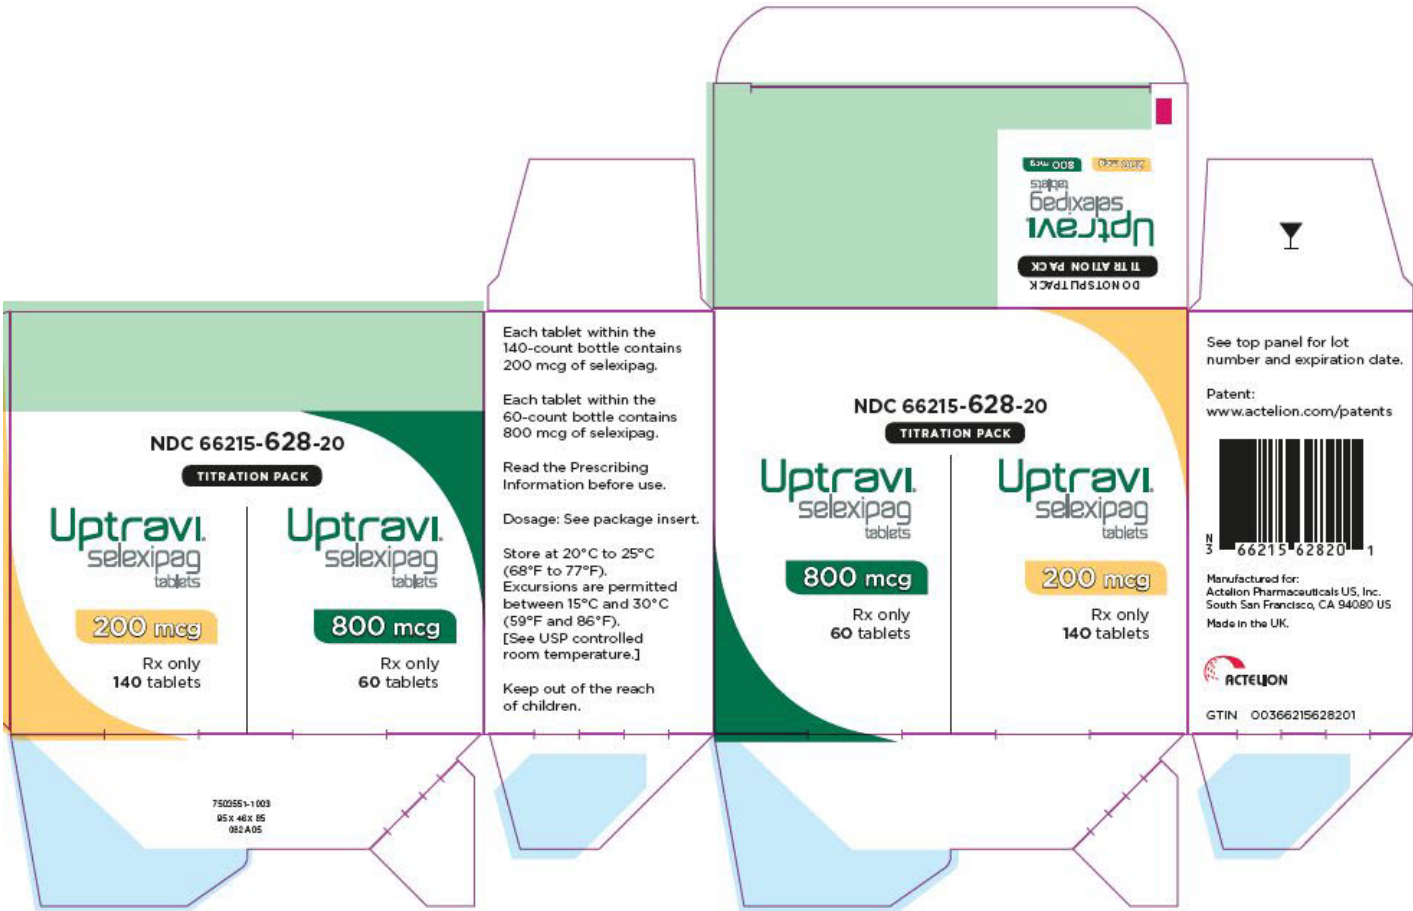 800 mcg 200 mcg
Uptravi®
selexipag
tablets
TITRATION PACK
DO NOT SPLIT PACK
NDC 66215-628-20
TITRATION PACK
Uptravi®
selexipag
tablets
200 mcg
Rx only
140 tablets
Uptravi®
selexipag
tablets
800 mcg
Rx only
60 tablets
7503551-1003
95 x 46 x 85
082A05
Each tablet within the
140-count bottle contains
200 mcg of selexipag.
Each tablet within the
60-count bottle contains
800 mcg of selexipag.
Read the Prescribing
Information before use.
Dosage: See package insert.
Store at 20°C to 25°C
(68°F to 77°F).
Excursions are permitted
between 15°C and 30°C
(59°F and 86°F).
[See USP controlled
room temperature.]
Keep out of the reach
of children.
NDC 66215-628-20
TITRATION PACK
Uptravi®
selexipag
tablets
800 mcg
Rx only
60 tablets
Uptravi®
selexipag
tablets
200 mcg
Rx only
140 tablets
See top panel for lot
number and expiration date.
Patent:
www.actelion.com/patents
N
3 66215 62820 1
Manufactured for:
Actelion Pharmaceuticals US, Inc.
South San Francisco, CA 94080 US
Made in the UK.
ACTELION
GTIN 00366215628201